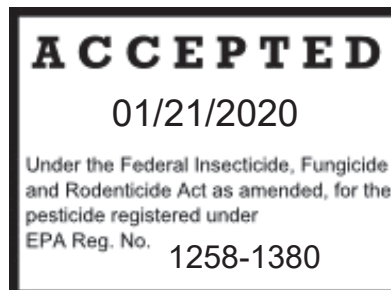 ACCEPTED
01/21/2020
Under the Federal Insecticide, Fungicide
and Rodenticide Act as amended, for the
pesticide registered under
EPA Reg. No. 1258-1380